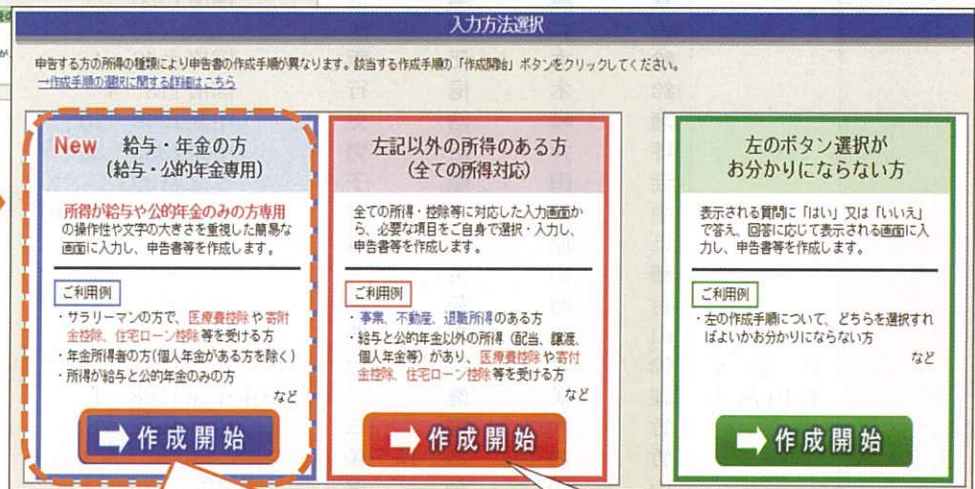 入力方法選択
申告する方の所得の種類により申告書の作成手順が異なります。該当する作成手順の「作成開始」ボタンをクリックしてください。
→作成手順の選択に関する詳細はこちら
New 給与・年金の方
(給与・公的年金専用)
所得が給与や公的年金のみの方専用
の操作性や文字の大きさを重視した簡易な
画面に入力し、申告書等を作成します。
ご利用例
・サラリーマンの方で、医療費控除や寄附
金控除、住宅ローン控除等を受ける方
・年金所得者の方(個人年金がある方を除く)
・所得が給与と公的年金のみの方
など
作成開始
左記以外の所得のある方
(全ての所得対応)
全ての所得・控除等に対応した入力画面か
ら、必要な項目をご自身で選択・入力し、
申告書等を作成します。
ご利用例
・事業、不動産、退職所得のある方
・給与と公的年金以外の所得(配当、譲渡、
個人年金等)があり、医療費控除や寄付
金控除、住宅ローン控除等を受ける方
など
作成開始
左のボタン選択が
お分かりにならない方
表示される質問に「はい」又は「いいえ」
で答え、回答に応じて表示される画面に入
力し、申告書等を作成します。
ご利用例
・左の作成手順について、どちらを選択すれ
ばよいかお分かりにならない方
など
作成開始